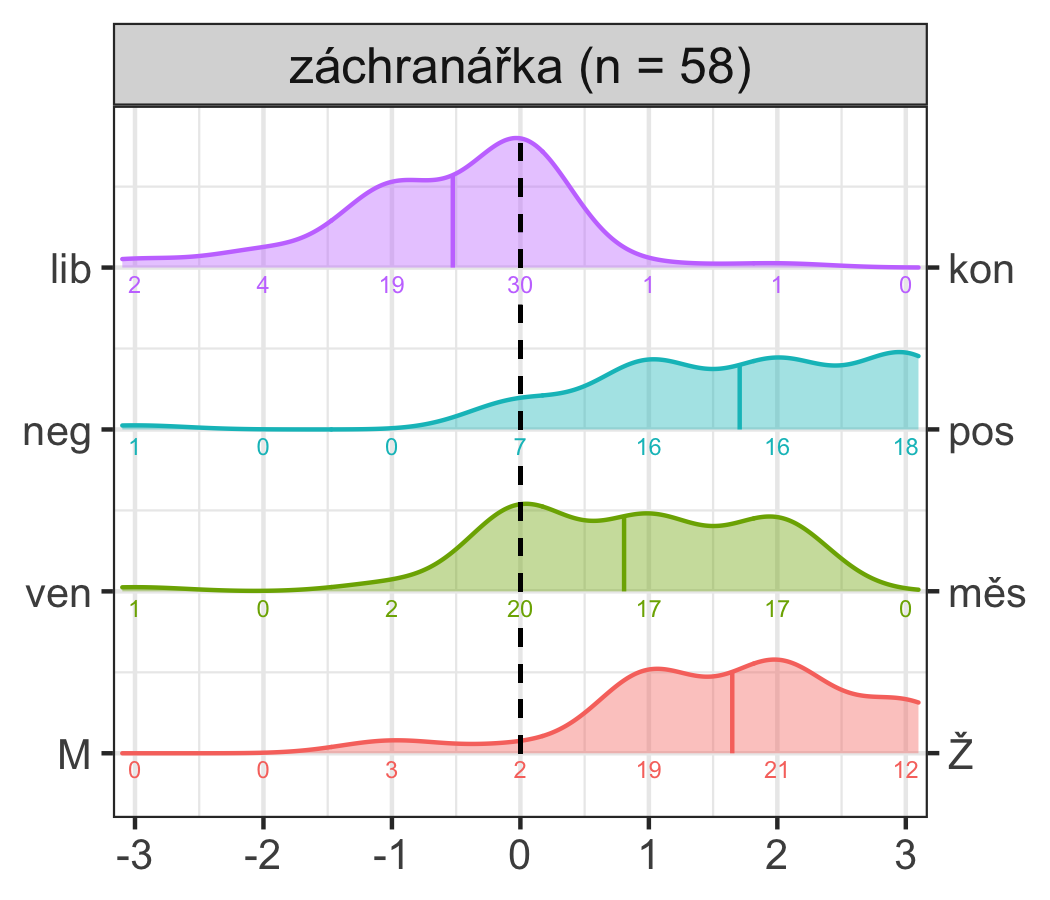 záchranářka (n = 58)
lib kon
2 4 19 30 1 1 0
neg pos
1 0 0 7 16 16 18
ven měs
1 0 2 20 17 17 0
M Ž
0 0 3 2 19 21 12
-3 -2 -1 0 1 2 3